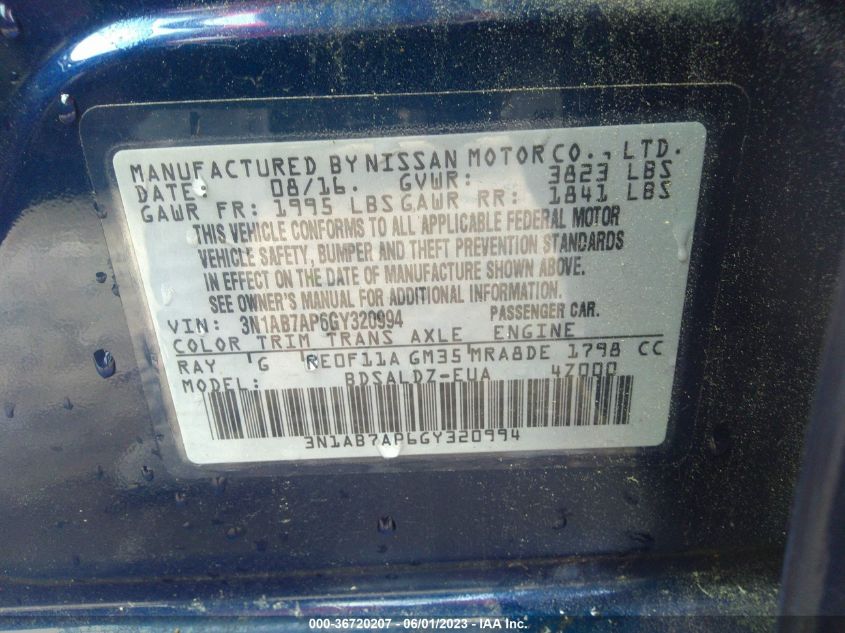 MANUFACTURED BY NISSAN MOTOR CO., LTD.
DATE: 08/16. GVWR: 3823 LBS
GAWR FR: 1995 LBS GAWR RR: 1841 LBS
THIS VEHICLE CONFORMS TO ALL APPLICABLE FEDERAL MOTOR
VEHICLE SAFETY, BUMPER AND THEFT PREVENTION STANDARDS
IN EFFECT ON THE DATE OF MANUFACTURE SHOWN ABOVE.
SEE OWNER'S MANUAL FOR ADDITIONAL INFORMATION.
VIN: 3N1AB7AP6GY320994 PASSENGER CAR.
COLOR TRIM TRANS AXLE ENGINE
RAY 'G 'RE0F11A GM35'MRA8DE 1798 CC
MODEL: BDSALDZ-EUA 4Z000
3N1AB7AP6GY320994
000-36720207 - 06/01/2023 - IAA Inc.